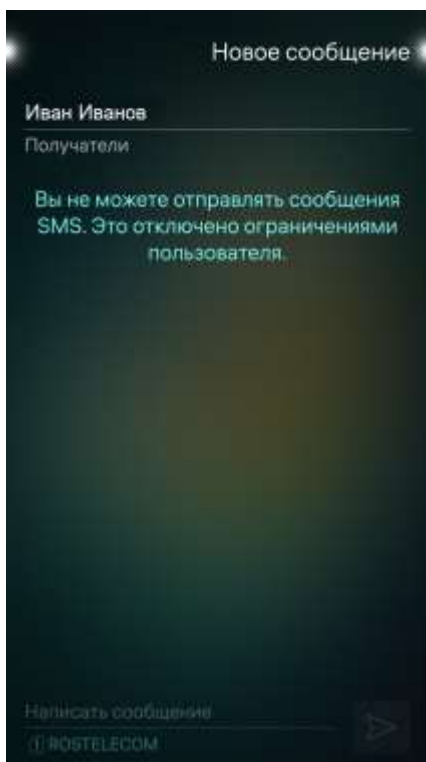 Новое сообщение
Иван Иванов
Получатели
Вы не можете отправлять сообщения
SMS. Это отключено ограничениями
пользователя.
Написать сообщение
ROSTELECOM